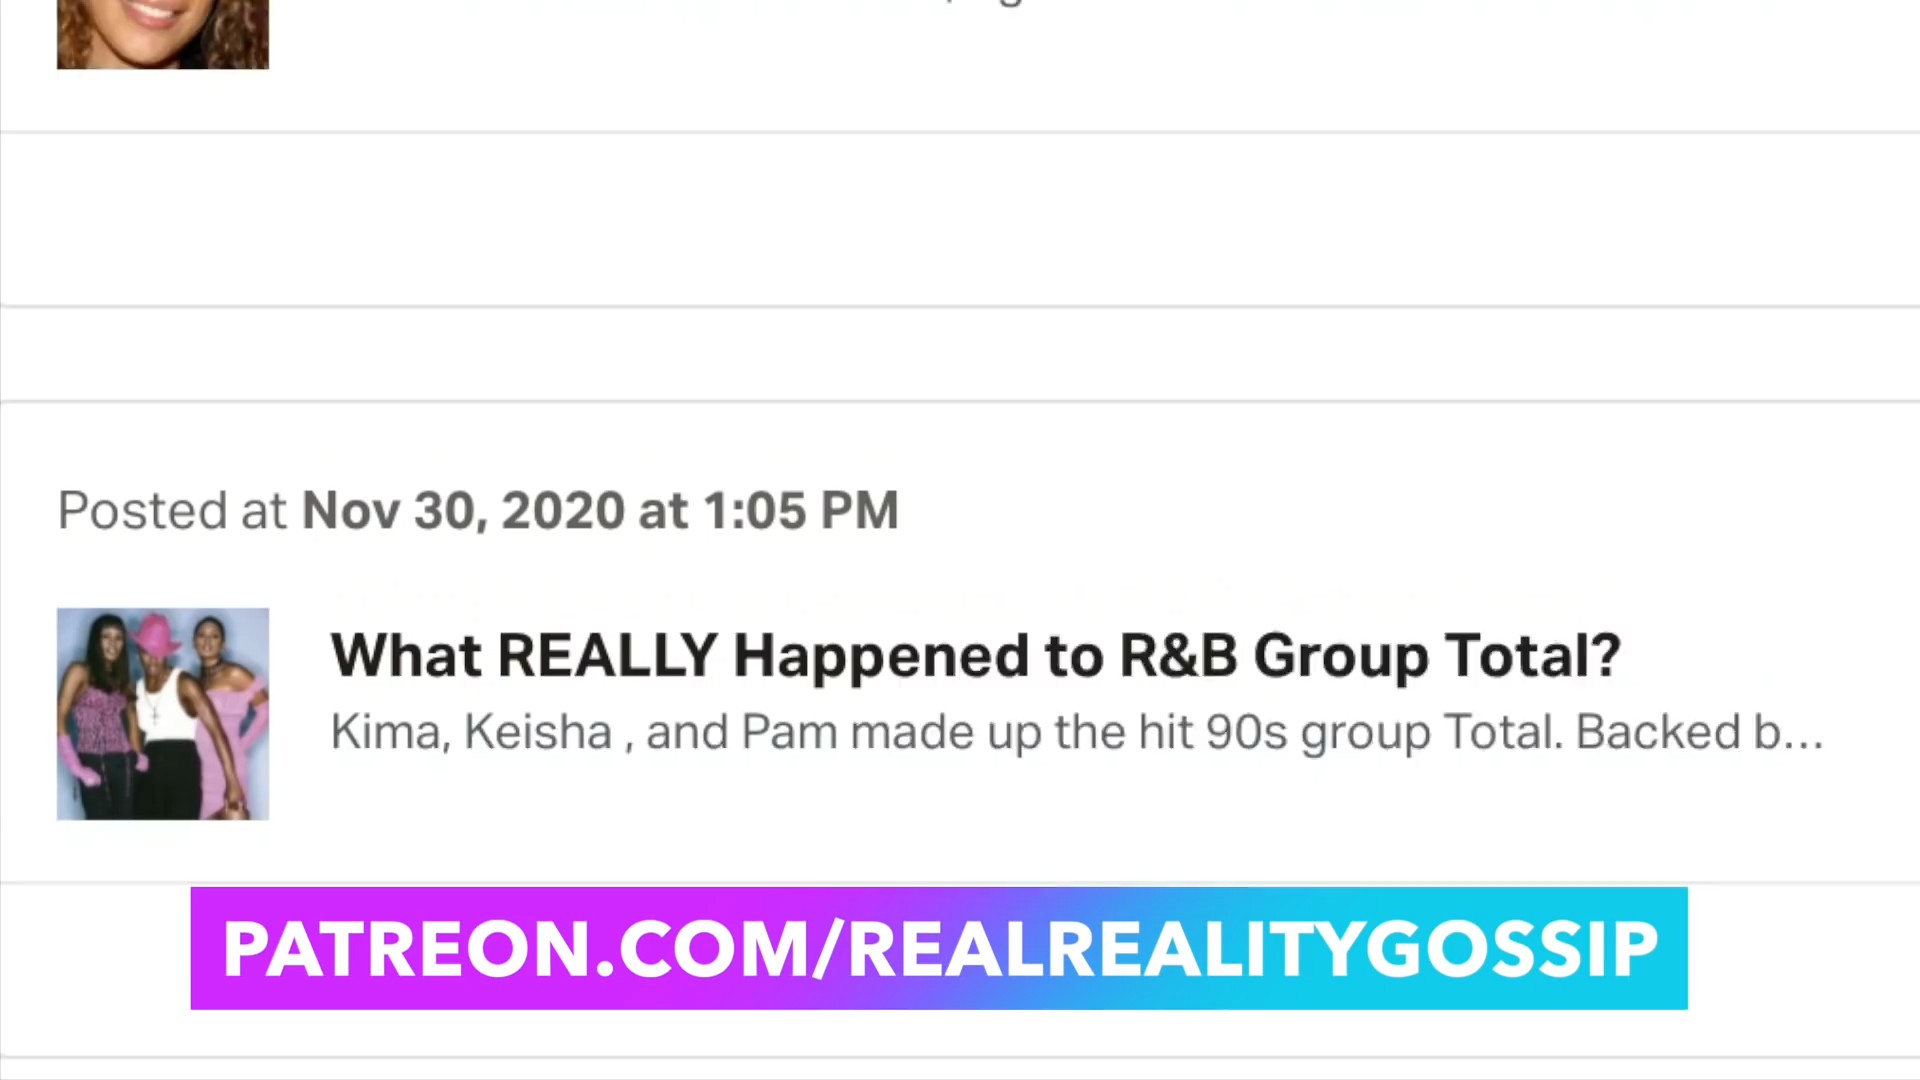 Posted at Nov 30, 2020 at 1:05 PM
What REALLY Happened to R&B Group Total?
Kima, Keisha , and Pam made up the hit 90s group Total. Backed b...
PATREON.COM/REALREALITYGOSSIP